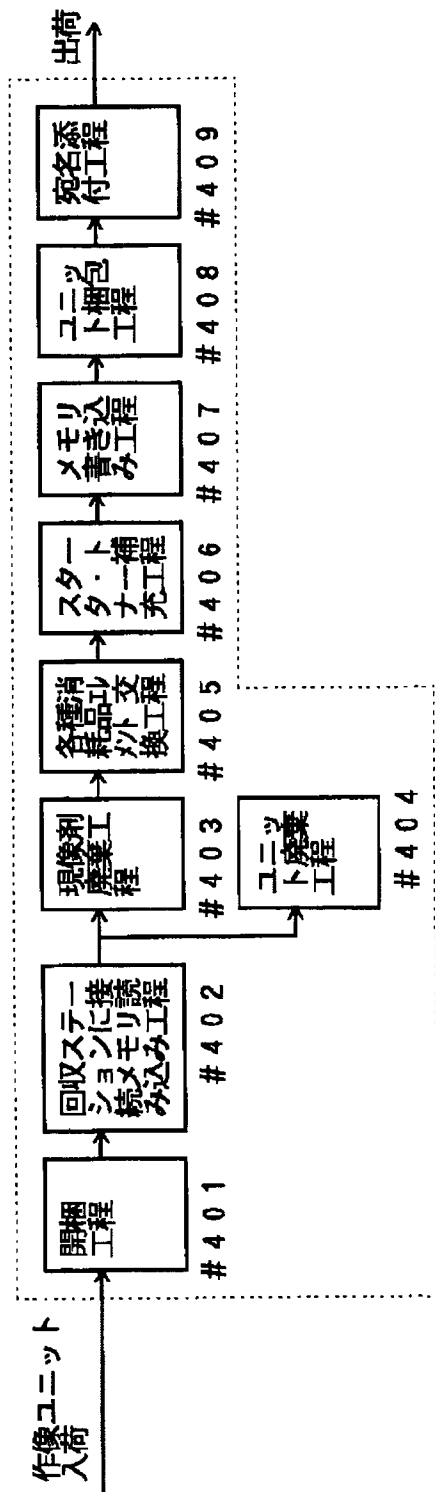 作像ユニット
入荷
開梱
工程
#401
回収ステー
ションに接
続メモリ読
み込み工程
#402
現像剤
廃棄工
程
#403
ユニッ
ト廃棄
工程
#404
各種消
耗品エレ
メント交
換工程
#405
スター
タ・ト
ナー補
充工程
#406
メモリ
書き込
み工程
#407
ユニッ
ト梱包
工程
#408
宛名添
付工程
#409
出荷